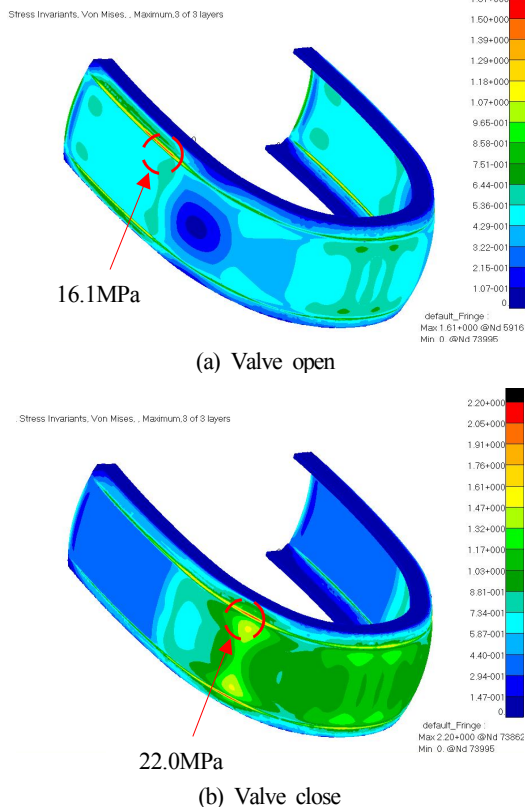 Stress Invariants, Von Mises, , Maximum,3 of 3 layers
1.50+000
1.39+000
1.29+000
1.18+000
1.07+000
9.65-001
8.58-001
7.51-001
6.44-001
5.36-001
4.29-001
3.22-001
2.15-001
1.07-001
0.
default_Fringe :
Max 1.61+000 @Nd 5916
Min 0. @Nd 73995
16.1MPa
(a) Valve open
Stress Invariants, Von Mises, , Maximum,3 of 3 layers
2.20+000
2.05+000
1.91+000
1.76+000
1.61+000
1.47+000
1.32+000
1.17+000
1.03+000
8.81-001
7.34-001
5.87-001
4.40-001
2.94-001
1.47-001
0.
default_Fringe :
Max 2.20+000 @Nd 73862
Min 0. @Nd 73995
22.0MPa
(b) Valve close